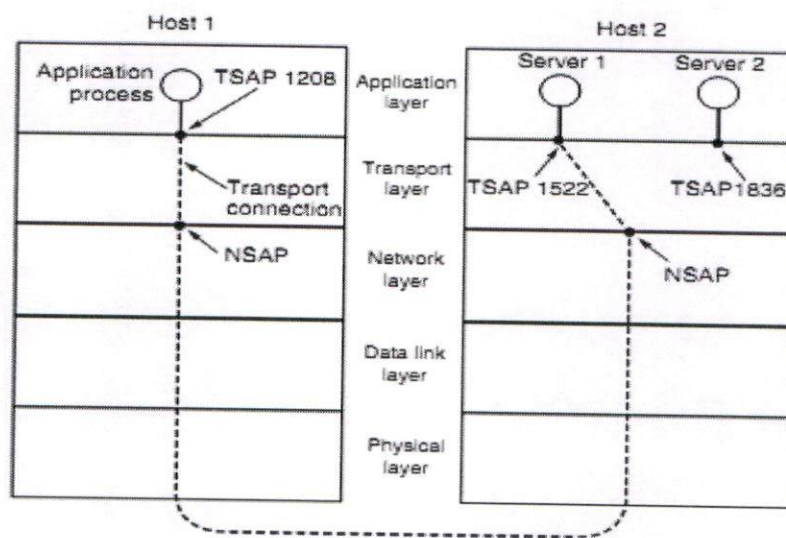 Host 1
Host 2
Application
process
TSAP 1208
Application
layer
Server 1
Server 2
Transport
connection
Transport
layer
TSAP 1522
TSAP1836
NSAP
Network
layer
NSAP
Data link
layer
Physical
layer